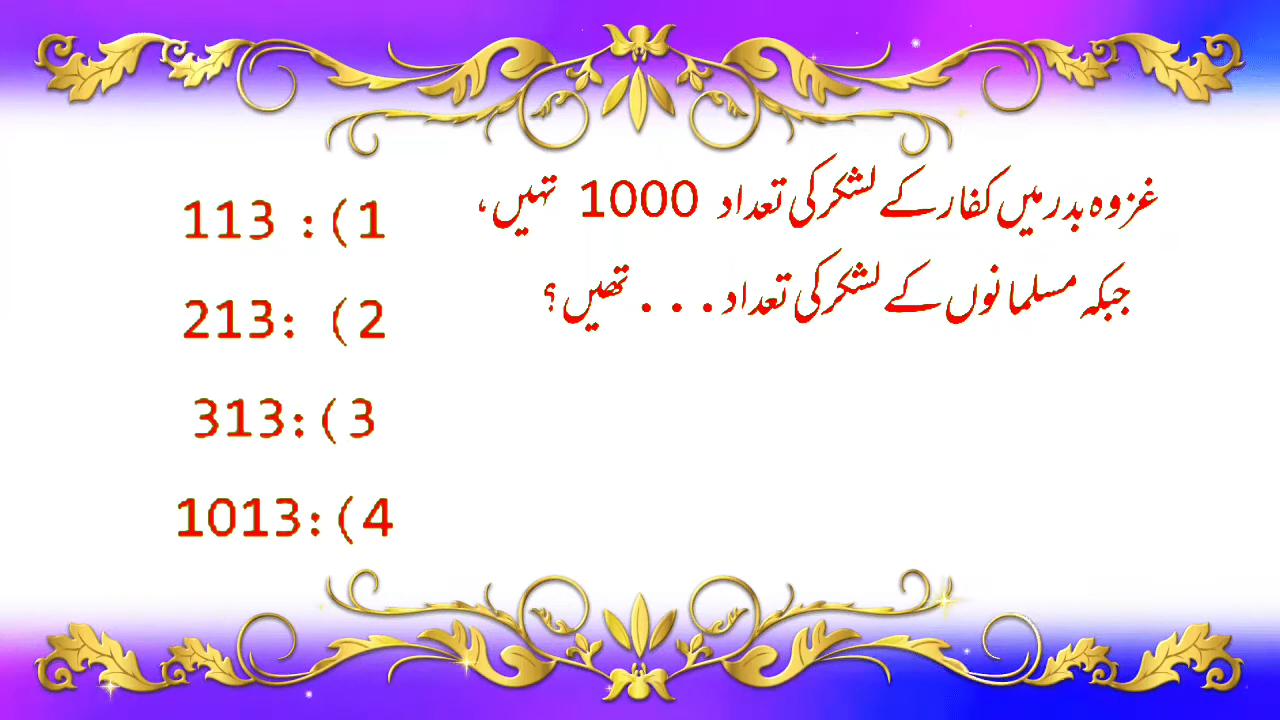 غزوہ بدر میں کفار کے لشکر کی تعداد 1000 تہیں،
جبکہ مسلمانوں کے لشکر کی تعداد . . . تھیں؟
1) : 113
2) :213
3):313
4):1013